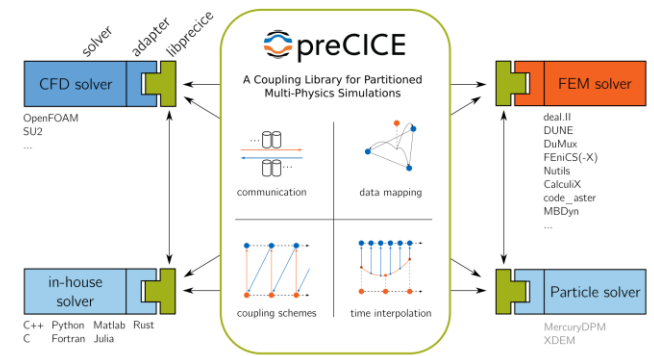 solver
adapter
libprecice
CFD solver
OpenFOAM
SU2
...
preCICE
A Coupling Library for Partitioned
Multi-Physics Simulations
communication
data mapping
coupling schemes
time interpolation
FEM solver
deal.II
DUNE
DuMux
FEniCS(-X)
Nutils
CalculiX
code_aster
MBDyn
...
in-house
solver
C++ Python Matlab Rust
C Fortran Julia
Particle solver
MercuryDPM
XDEM